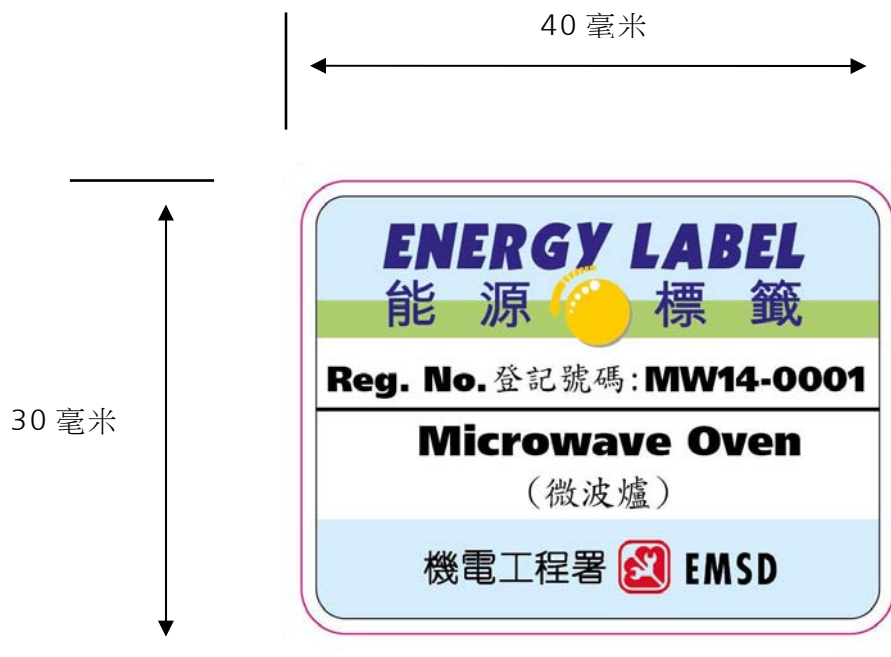 40 毫米
30 毫米
ENERGY LABEL
能源標籤
Reg. No. 登記號碼:MW14-0001
Microwave Oven
（微波爐）
機電工程署 EMSD